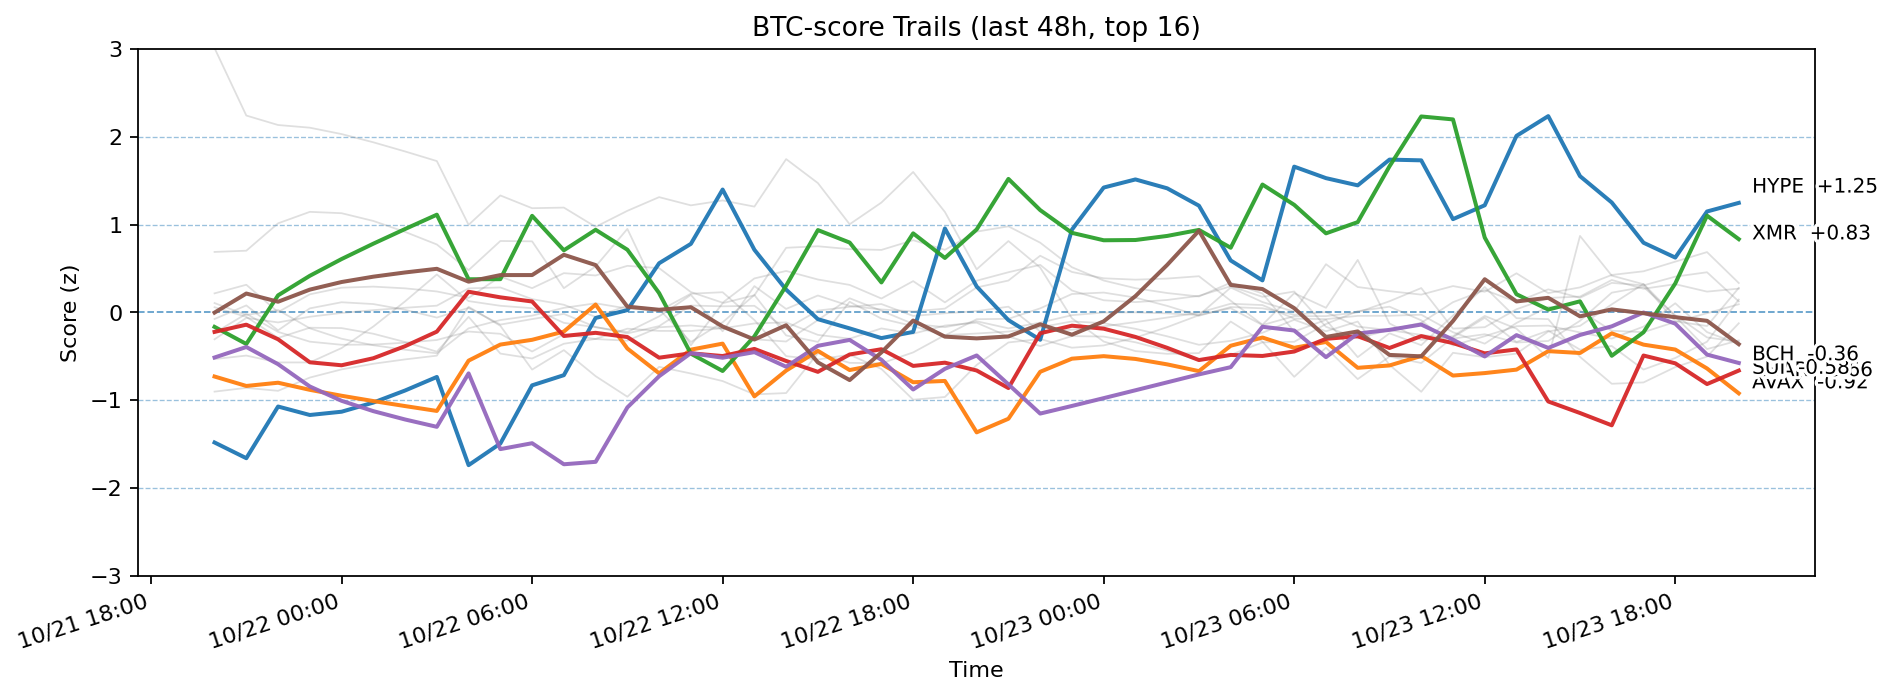 BTC-score Trails (last 48h, top 16)
Score (z)
3
2
1
0
−1
−2
−3
HYPE +1.25
XMR +0.83
BCH -0.36
SUI -0.58
AVAX -0.92
10/21 18:00
10/22 00:00
10/22 06:00
10/22 12:00
10/22 18:00
10/23 00:00
10/23 06:00
10/23 12:00
10/23 18:00
Time